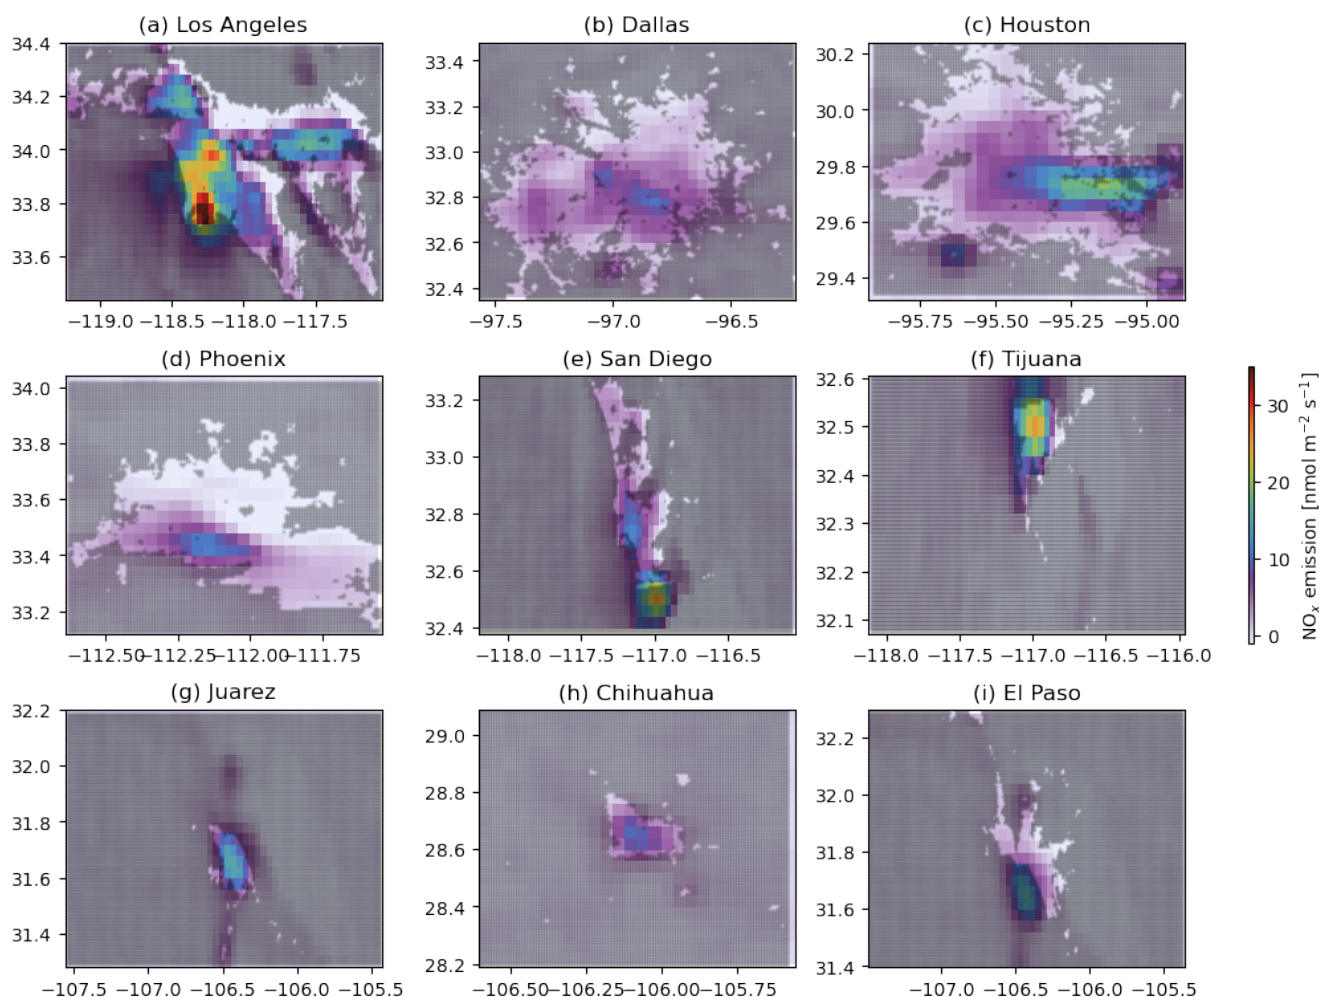 (a) Los Angeles
34.4
34.2
34.0
33.8
33.6
−119.0 −118.5 −118.0 −117.5
(b) Dallas
33.4
33.2
33.0
32.8
32.6
32.4
−97.5 −97.0 −96.5
(c) Houston
30.2
30.0
29.8
29.6
29.4
−95.75 −95.50 −95.25 −95.00
(d) Phoenix
34.0
33.8
33.6
33.4
33.2
−112.50 −112.25 −112.00 −111.75
(e) San Diego
33.2
33.0
32.8
32.6
32.4
−118.0 −117.5 −117.0 −116.5
(f) Tijuana
32.6
32.5
32.4
32.3
32.2
32.1
−118.0 −117.5 −117.0 −116.5 −116.0
30
20
10
0
NOₓ emission [nmol m⁻² s⁻¹]
(g) Juarez
32.2
32.0
31.8
31.6
31.4
−107.5 −107.0 −106.5 −106.0 −105.5
(h) Chihuahua
29.0
28.8
28.6
28.4
28.2
−106.50 −106.25 −106.00 −105.75
(i) El Paso
32.2
32.0
31.8
31.6
31.4
−107.0 −106.5 −106.0 −105.5